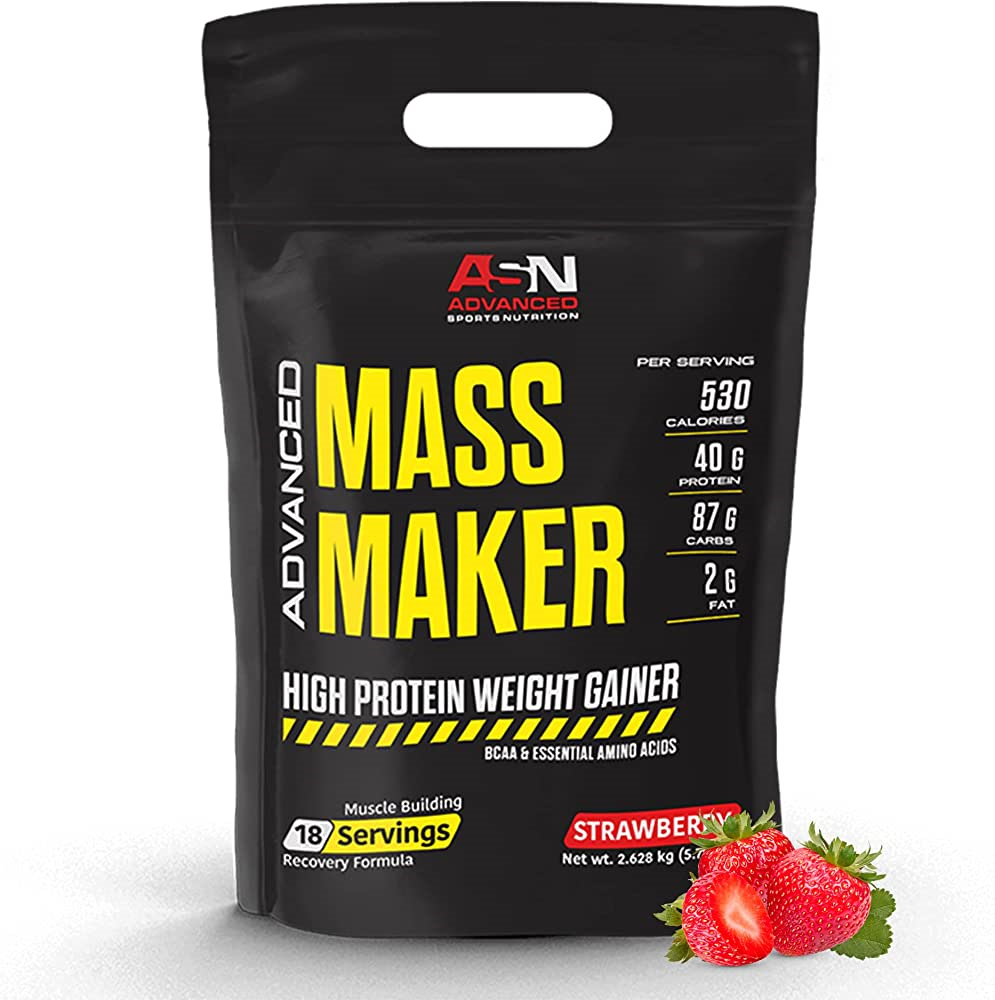 ASN
ADVANCED
SPORTS NUTRITION
ADVANCED
MASS
MAKER
PER SERVING
530
CALORIES
40 G
PROTEIN
87 G
CARBS
2 G
FAT
HIGH PROTEIN WEIGHT GAINER
BCAA & ESSENTIAL AMINO ACIDS
Muscle Building
18 Servings
Recovery Formula
STRAWBERRY
Net wt. 2.628 kg